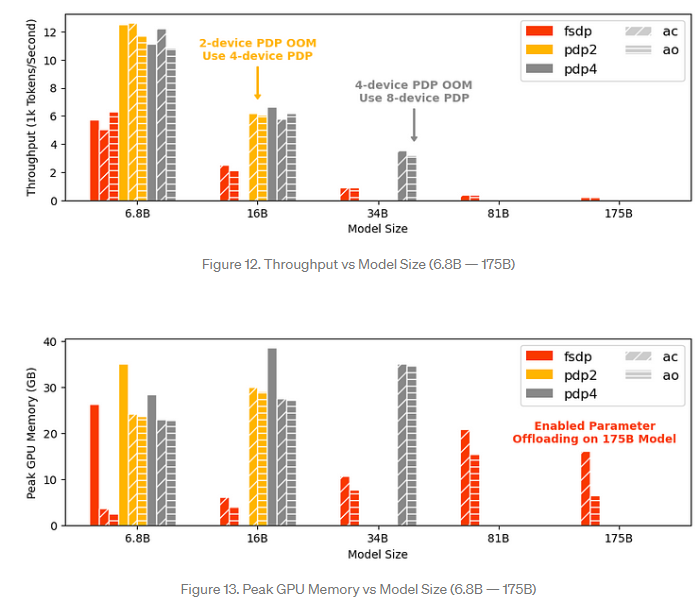 Throughput (1k Tokens/Second)
12
10
8
6
4
2
0
2-device PDP OOM
Use 4-device PDP
4-device PDP OOM
Use 8-device PDP
fsdp
pdp2
pdp4
ac
ao
6.8B
16B
34B
81B
175B
Model Size
Figure 12. Throughput vs Model Size (6.8B — 175B)
Peak GPU Memory (GB)
40
30
20
10
0
fsdp
pdp2
pdp4
ac
ao
Enabled Parameter
Offloading on 175B Model
6.8B
16B
34B
81B
175B
Model Size
Figure 13. Peak GPU Memory vs Model Size (6.8B — 175B)